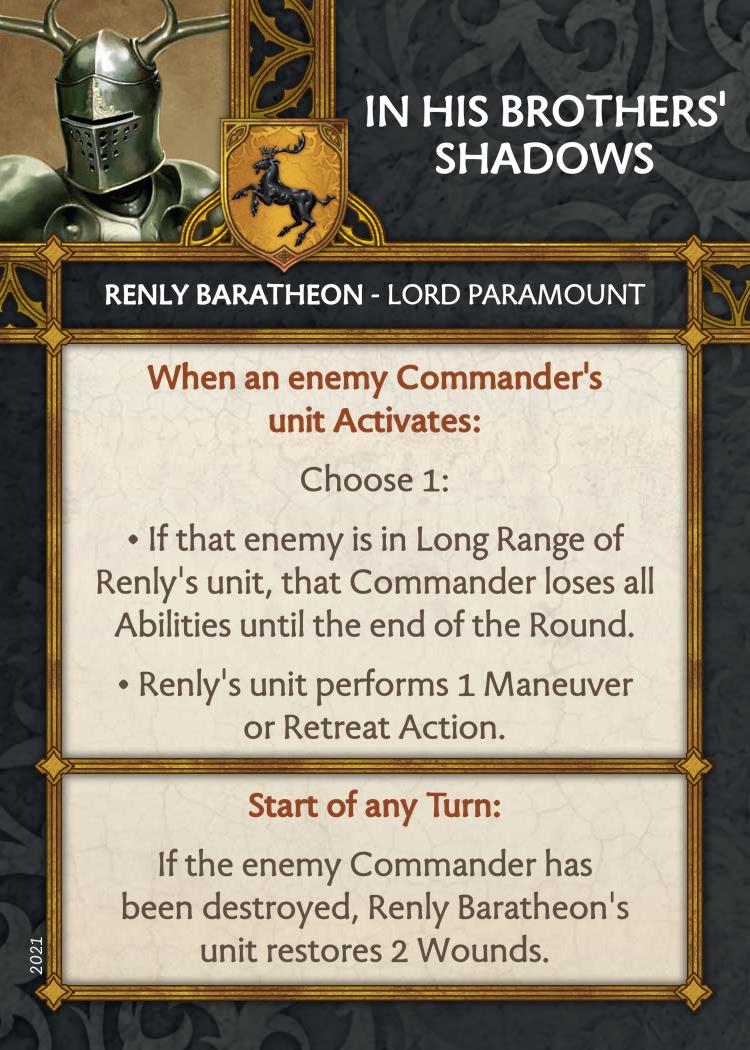 IN HIS BROTHERS'
SHADOWS
RENLY BARATHEON - LORD PARAMOUNT
When an enemy Commander's
unit Activates:
Choose 1:
• If that enemy is in Long Range of
Renly's unit, that Commander loses all
Abilities until the end of the Round.
• Renly's unit performs 1 Maneuver
or Retreat Action.
Start of any Turn:
If the enemy Commander has
been destroyed, Renly Baratheon's
unit restores 2 Wounds.
2021